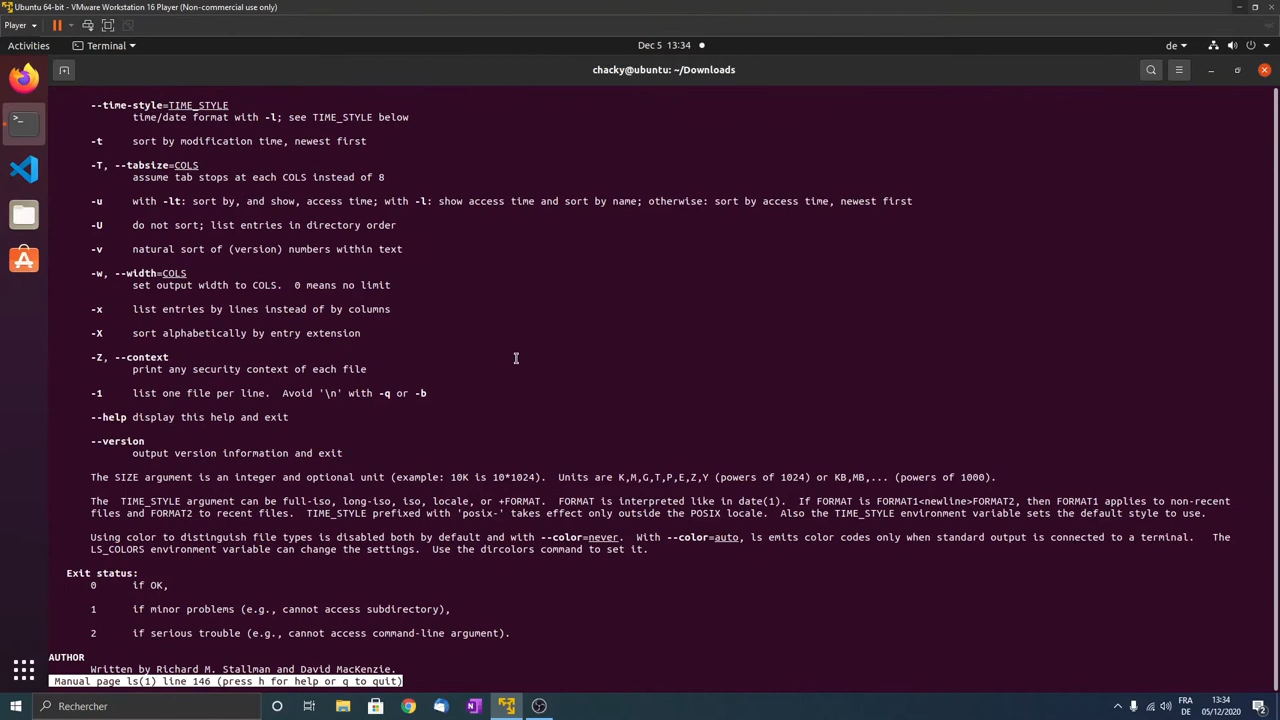 Ubuntu 64-bit - VMware Workstation 16 Player (Non-commercial use only)
Player
Activities
Terminal
Dec 5 13:34
de
chacky@ubuntu: ~/Downloads
--time-style=TIME_STYLE
time/date format with -l; see TIME_STYLE below
-t sort by modification time, newest first
-T, --tabsize=COLS
assume tab stops at each COLS instead of 8
-u with -lt: sort by, and show, access time; with -l: show access time and sort by name; otherwise: sort by access time, newest first
-U do not sort; list entries in directory order
-v natural sort of (version) numbers within text
-w, --width=COLS
set output width to COLS. 0 means no limit
-x list entries by lines instead of by columns
-X sort alphabetically by entry extension
-Z, --context
print any security context of each file
-1 list one file per line. Avoid '\n' with -q or -b
--help display this help and exit
--version
output version information and exit
The SIZE argument is an integer and optional unit (example: 10K is 10*1024). Units are K,M,G,T,P,E,Z,Y (powers of 1024) or KB,MB,... (powers of 1000).
The TIME_STYLE argument can be full-iso, long-iso, iso, locale, or +FORMAT. FORMAT is interpreted like in date(1). If FORMAT is FORMAT1<newline>FORMAT2, then FORMAT1 applies to non-recent
files and FORMAT2 to recent files. TIME_STYLE prefixed with 'posix-' takes effect only outside the POSIX locale. Also the TIME_STYLE environment variable sets the default style to use.
Using color to distinguish file types is disabled both by default and with --color=never. With --color=auto, ls emits color codes only when standard output is connected to a terminal. The
LS_COLORS environment variable can change the settings. Use the dircolors command to set it.
Exit status:
0 if OK,
1 if minor problems (e.g., cannot access subdirectory),
2 if serious trouble (e.g., cannot access command-line argument).
AUTHOR
Written by Richard M. Stallman and David MacKenzie.
Manual page ls(1) line 146 (press h for help or q to quit)
Rechercher
FRA
DE
13:34
05/12/2020
2